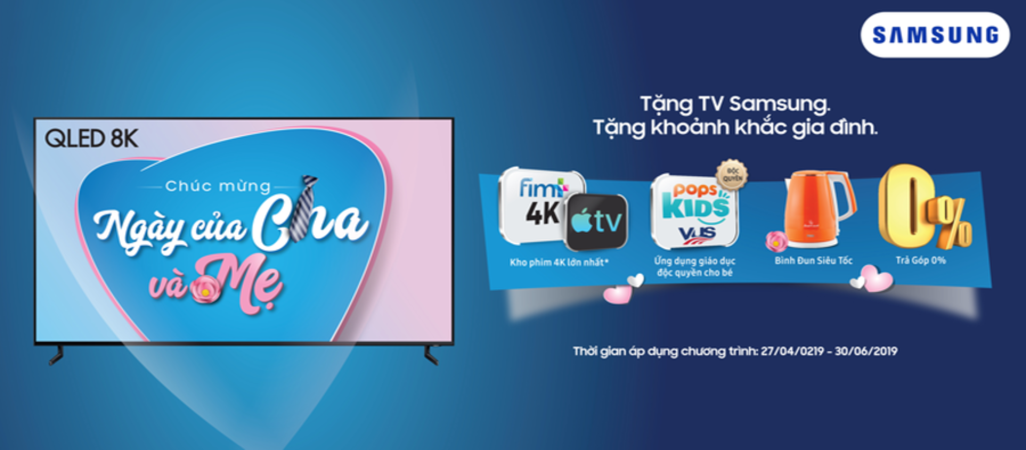 SAMSUNG
QLED 8K
Chúc mừng
Ngày của Cha
và Mẹ
Tặng TV Samsung.
Tặng khoảnh khắc gia đình.
fim+
4K
tv
Kho phim 4K lớn nhất*
ĐỘC
QUYỀN
POPS
KiDS
VUS
Ứng dụng giáo dục
độc quyền cho bé
Bình Đun Siêu Tốc
0%
Trả Góp 0%
Thời gian áp dụng chương trình: 27/04/0219 - 30/06/2019